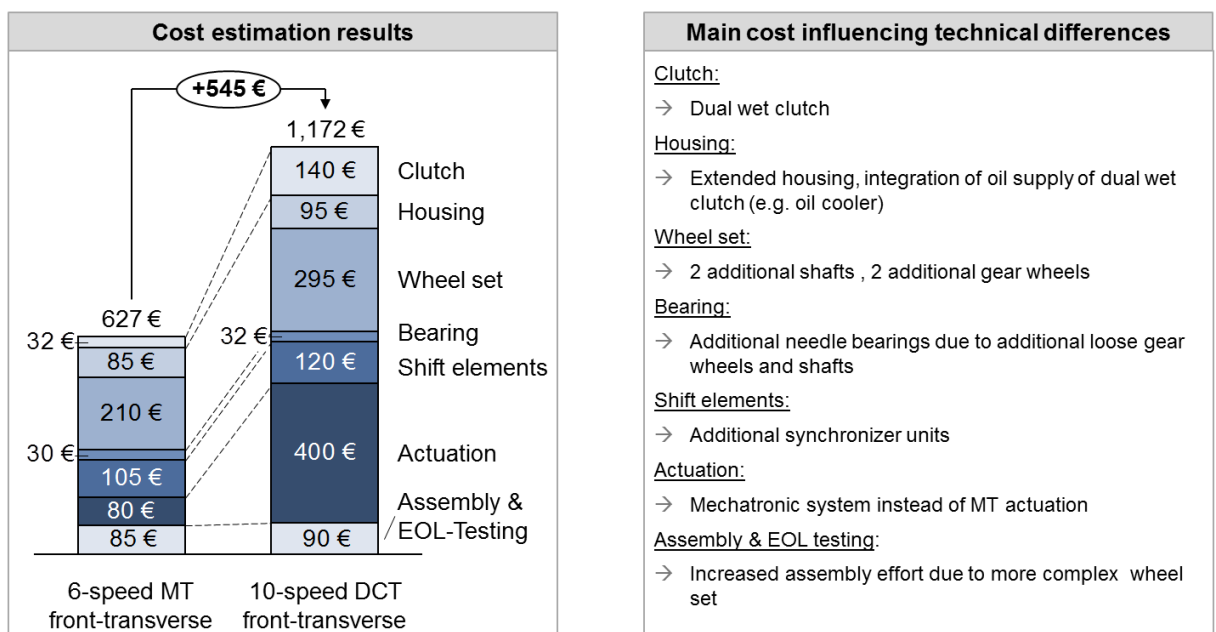 Cost estimation results
+545 €
1,172 €
140 €
Clutch
95 €
Housing
295 €
Wheel set
627 €
32 €
85 €
32 €
Bearing
120 €
Shift elements
210 €
30 €
105 €
400 €
Actuation
80 €
85 €
90 €
Assembly &
EOL-Testing
6-speed MT
front-transverse
10-speed DCT
front-transverse
Main cost influencing technical differences
Clutch:
→ Dual wet clutch
Housing:
→ Extended housing, integration of oil supply of dual wet
clutch (e.g. oil cooler)
Wheel set:
→ 2 additional shafts , 2 additional gear wheels
Bearing:
→ Additional needle bearings due to additional loose gear
wheels and shafts
Shift elements:
→ Additional synchronizer units
Actuation:
→ Mechatronic system instead of MT actuation
Assembly & EOL testing:
→ Increased assembly effort due to more complex wheel
set